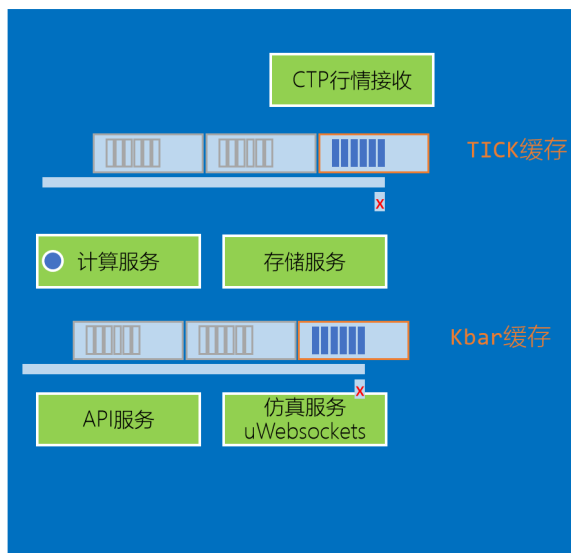 CTP行情接收
TICK缓存
x
计算服务
存储服务
Kbar缓存
x
API服务
仿真服务
uWebsockets